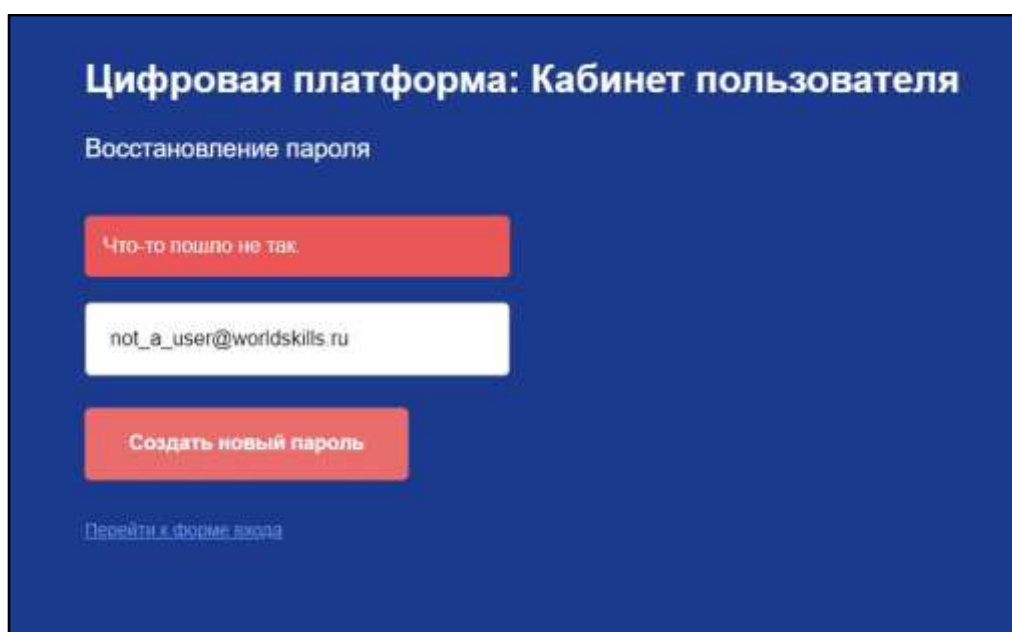 Цифровая платформа: Кабинет пользователя
Восстановление пароля
Что-то пошло не так.
not_a_user@worldskills.ru
Создать новый пароль
Перейти к форме входа